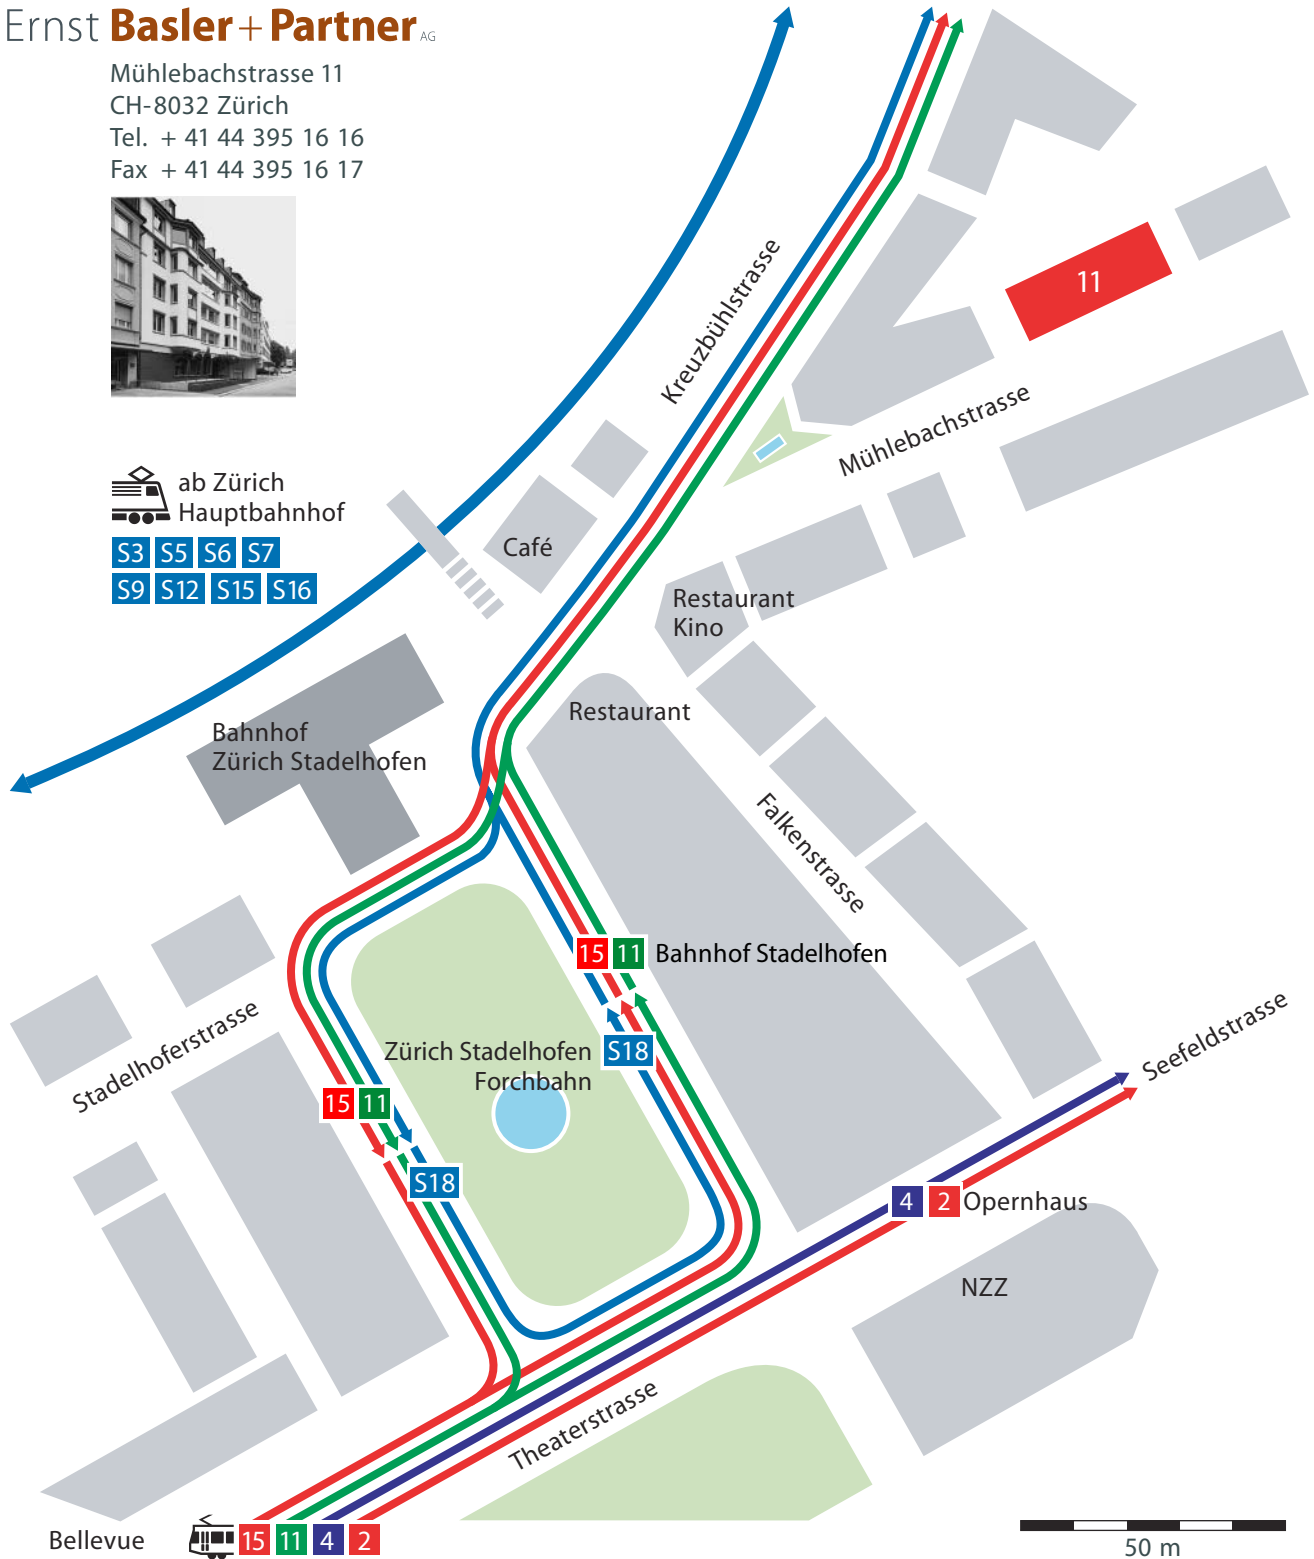 Ernst Basler + Partner AG
Mühlebachstrasse 11
CH-8032 Zürich
Tel. + 41 44 395 16 16
Fax + 41 44 395 16 17
11
Kreuzbühlstrasse
Mühlebachstrasse
ab Zürich
Hauptbahnhof
S3 S5 S6 S7
S9 S12 S15 S16
Café
Restaurant
Kino
Restaurant
Bahnhof
Zürich Stadelhofen
Falkenstrasse
15 11 Bahnhof Stadelhofen
Stadelhoferstrasse
Zürich Stadelhofen
Forchbahn
S18
Seefeldstrasse
15 11
S18
4 2 Opernhaus
NZZ
Theaterstrasse
Bellevue 15 11 4 2
50 m